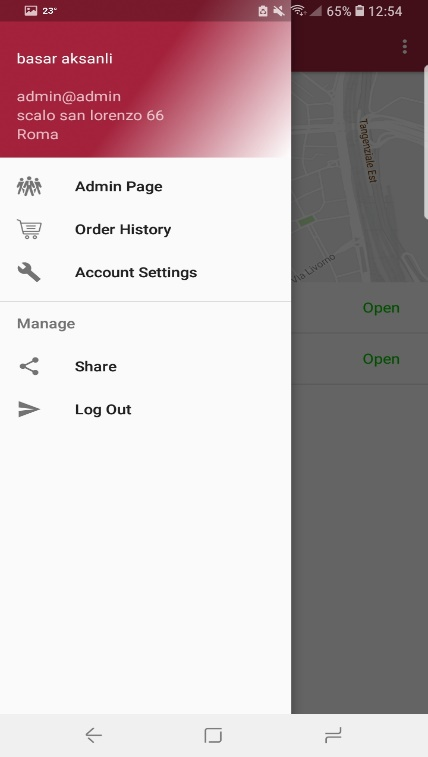 23° 65% 12:54
basar aksanli
admin@admin
scalo san lorenzo 66
Roma
Admin Page
Order History
Account Settings
Manage
Share
Log Out
Tangenziale Est
Via Livorno
Open
Open